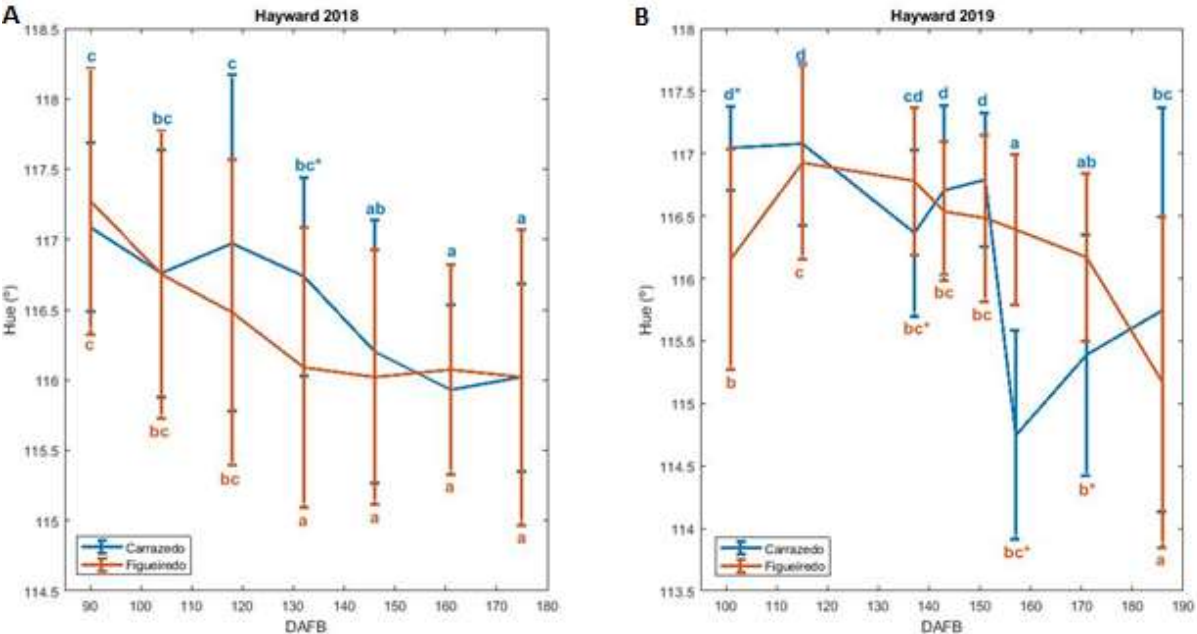 A
Hayward 2018
118.5
118
117.5
117
116.5
116
115.5
115
114.5
Hue (º)
c
bc
c
bc*
ab
a
a
c
bc
bc
a
a
a
a
Carrazedo
Figueiredo
90 100 110 120 130 140 150 160 170 180
DAFB
B
Hayward 2019
118
117.5
117
116.5
116
115.5
115
114.5
114
113.5
Hue (º)
d*
d
cd
d
d
a
ab
bc
b
c
bc*
bc
bc
bc*
b*
a
Carrazedo
Figueiredo
100 110 120 130 140 150 160 170 180 190
DAFB